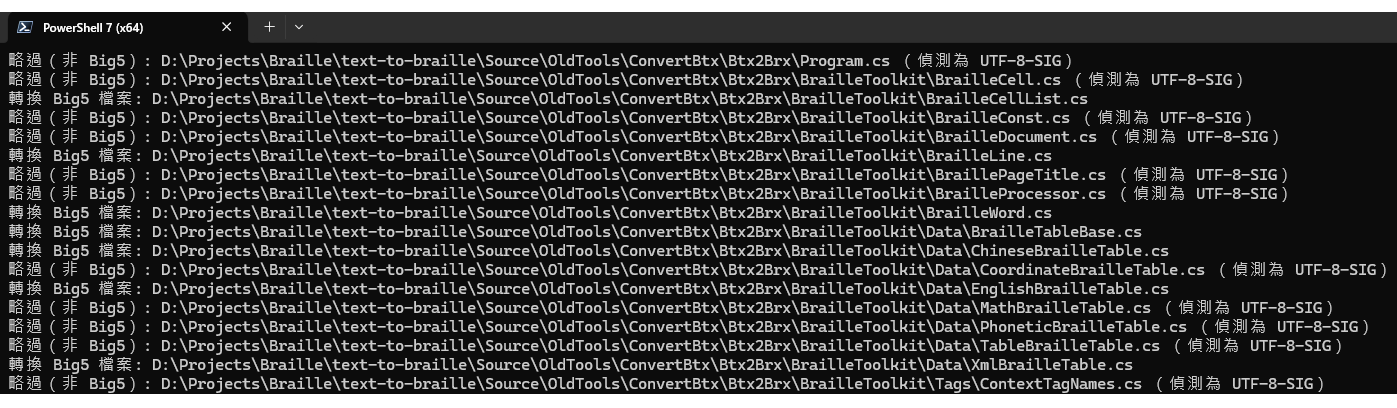 PowerShell 7 (x64)
略過（非 Big5）: D:\Projects\Braille\text-to-braille\Source\OldTools\ConvertBtx\Btx2Brx\Program.cs （偵測為 UTF-8-SIG）
略過（非 Big5）: D:\Projects\Braille\text-to-braille\Source\OldTools\ConvertBtx\Btx2Brx\BrailleToolkit\BrailleCell.cs （偵測為 UTF-8-SIG）
轉換 Big5 檔案: D:\Projects\Braille\text-to-braille\Source\OldTools\ConvertBtx\Btx2Brx\BrailleToolkit\BrailleCellList.cs
略過（非 Big5）: D:\Projects\Braille\text-to-braille\Source\OldTools\ConvertBtx\Btx2Brx\BrailleToolkit\BrailleConst.cs （偵測為 UTF-8-SIG）
略過（非 Big5）: D:\Projects\Braille\text-to-braille\Source\OldTools\ConvertBtx\Btx2Brx\BrailleToolkit\BrailleDocument.cs （偵測為 UTF-8-SIG）
轉換 Big5 檔案: D:\Projects\Braille\text-to-braille\Source\OldTools\ConvertBtx\Btx2Brx\BrailleToolkit\BrailleLine.cs
略過（非 Big5）: D:\Projects\Braille\text-to-braille\Source\OldTools\ConvertBtx\Btx2Brx\BrailleToolkit\BraillePageTitle.cs （偵測為 UTF-8-SIG）
略過（非 Big5）: D:\Projects\Braille\text-to-braille\Source\OldTools\ConvertBtx\Btx2Brx\BrailleToolkit\BrailleProcessor.cs （偵測為 UTF-8-SIG）
轉換 Big5 檔案: D:\Projects\Braille\text-to-braille\Source\OldTools\ConvertBtx\Btx2Brx\BrailleToolkit\BrailleWord.cs
轉換 Big5 檔案: D:\Projects\Braille\text-to-braille\Source\OldTools\ConvertBtx\Btx2Brx\BrailleToolkit\Data\BrailleTableBase.cs
轉換 Big5 檔案: D:\Projects\Braille\text-to-braille\Source\OldTools\ConvertBtx\Btx2Brx\BrailleToolkit\Data\ChineseBrailleTable.cs
略過（非 Big5）: D:\Projects\Braille\text-to-braille\Source\OldTools\ConvertBtx\Btx2Brx\BrailleToolkit\Data\CoordinateBrailleTable.cs （偵測為 UTF-8-SIG）
轉換 Big5 檔案: D:\Projects\Braille\text-to-braille\Source\OldTools\ConvertBtx\Btx2Brx\BrailleToolkit\Data\EnglishBrailleTable.cs
略過（非 Big5）: D:\Projects\Braille\text-to-braille\Source\OldTools\ConvertBtx\Btx2Brx\BrailleToolkit\Data\MathBrailleTable.cs （偵測為 UTF-8-SIG）
略過（非 Big5）: D:\Projects\Braille\text-to-braille\Source\OldTools\ConvertBtx\Btx2Brx\BrailleToolkit\Data\PhoneticBrailleTable.cs （偵測為 UTF-8-SIG）
略過（非 Big5）: D:\Projects\Braille\text-to-braille\Source\OldTools\ConvertBtx\Btx2Brx\BrailleToolkit\Data\TableBrailleTable.cs （偵測為 UTF-8-SIG）
轉換 Big5 檔案: D:\Projects\Braille\text-to-braille\Source\OldTools\ConvertBtx\Btx2Brx\BrailleToolkit\Data\XmlBrailleTable.cs
略過（非 Big5）: D:\Projects\Braille\text-to-braille\Source\OldTools\ConvertBtx\Btx2Brx\BrailleToolkit\Tags\ContextTagNames.cs （偵測為 UTF-8-SIG）